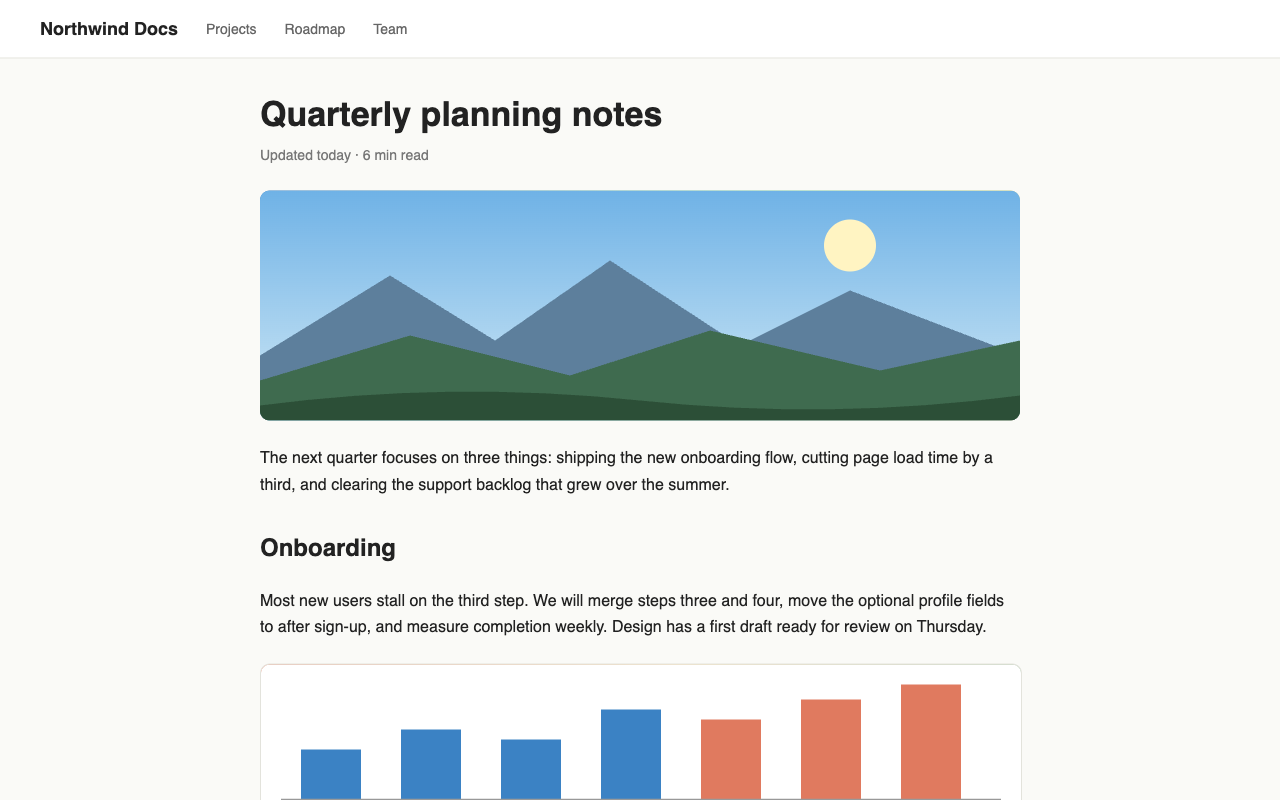 Northwind Docs
Projects
Roadmap
Team
Quarterly planning notes
Updated today · 6 min read
The next quarter focuses on three things: shipping the new onboarding flow, cutting page load time by a
third, and clearing the support backlog that grew over the summer.
Onboarding
Most new users stall on the third step. We will merge steps three and four, move the optional profile fields
to after sign-up, and measure completion weekly. Design has a first draft ready for review on Thursday.